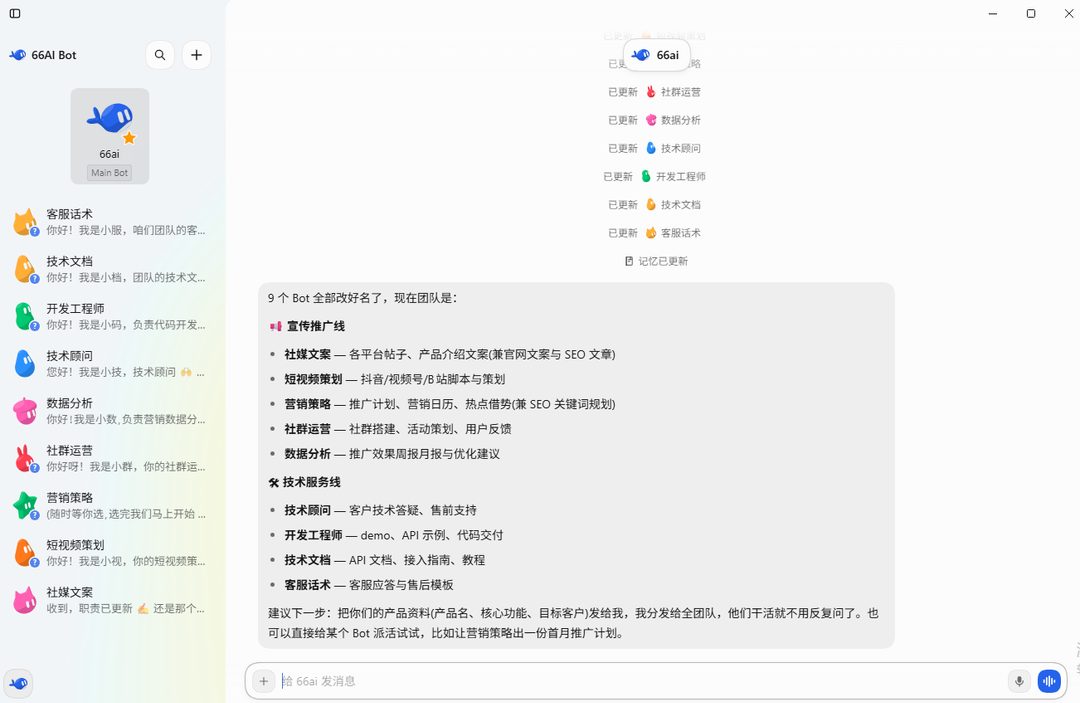 66AI Bot
66ai
Main Bot
客服话术
你好！我是小服，咱们团队的客...
技术文档
你好！我是小档，团队的技术文...
开发工程师
你好！我是小码，负责代码开发...
技术顾问
您好！我是小技，技术顾问 🙌 ...
数据分析
你好！我是小数，负责营销数据分...
社群运营
你好呀！我是小群，你的社群运...
营销策略
(随时等你选，选完我们马上开始 ...
短视频策划
你好！我是小视，你的短视频策...
社媒文案
收到，职责已更新 ✍️ 还是那个...
66ai
已更新 社群运营
已更新 数据分析
已更新 技术顾问
已更新 开发工程师
已更新 技术文档
已更新 客服话术
记忆已更新
9 个 Bot 全部改好名了，现在团队是：
📢 宣传推广线
• 社媒文案 — 各平台帖子、产品介绍文案(兼官网文案与 SEO 文章)
• 短视频策划 — 抖音/视频号/B站脚本与策划
• 营销策略 — 推广计划、营销日历、热点借势(兼 SEO 关键词规划)
• 社群运营 — 社群搭建、活动策划、用户反馈
• 数据分析 — 推广效果周报月报与优化建议
🛠 技术服务线
• 技术顾问 — 客户技术答疑、售前支持
• 开发工程师 — demo、API 示例、代码交付
• 技术文档 — API 文档、接入指南、教程
• 客服话术 — 客服应答与售后模板
建议下一步：把你们的产品资料(产品名、核心功能、目标客户)发给我，我分发给全团队，他们干活就不用反复问了。也
可以直接给某个 Bot 派活试试，比如让营销策略出一份首月推广计划。
给 66ai 发消息